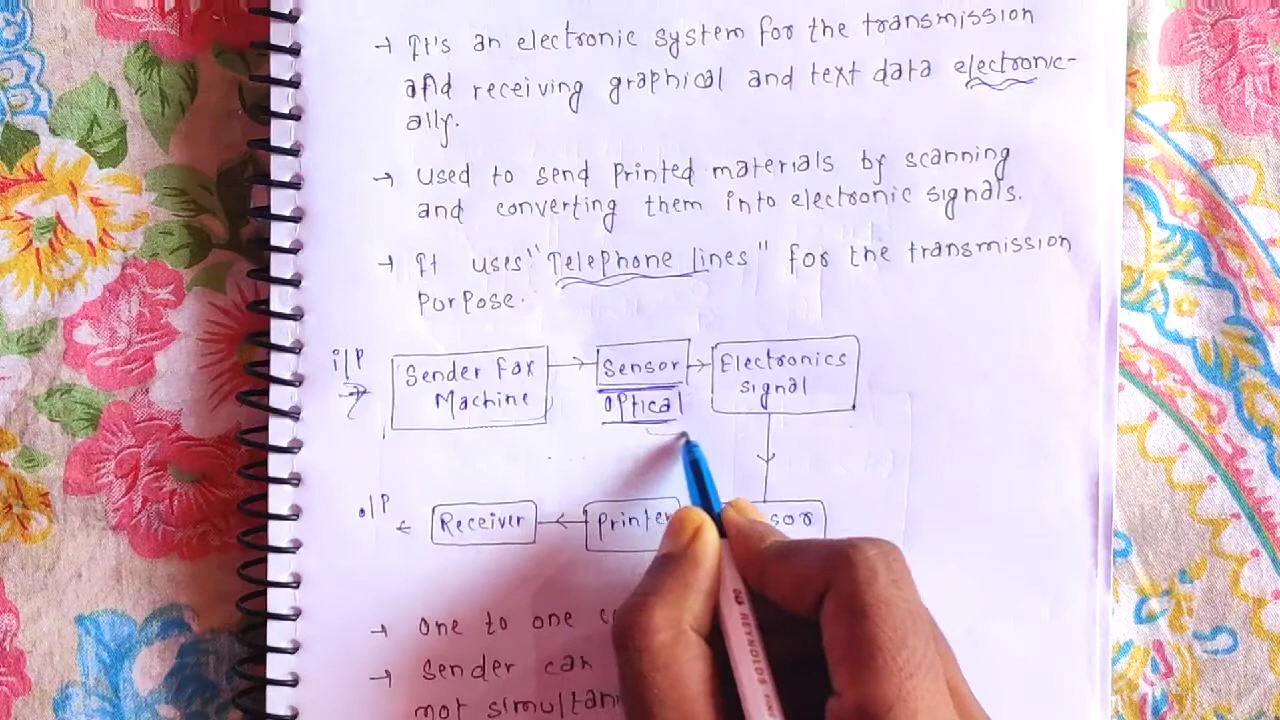 → It's an electronic system for the transmission
and receiving graphical and text data electronic-
ally.
→ used to send Printed materials by scanning
and converting them into electronic signals.
→ It uses "Telephone lines" for the transmission
purpose.
i/P Sender Fax Machine → Sensor → Electronics signal
optical
o/P ← Receiver ← Printer
→ one to one
→ Sender can
not
REYNOLDS